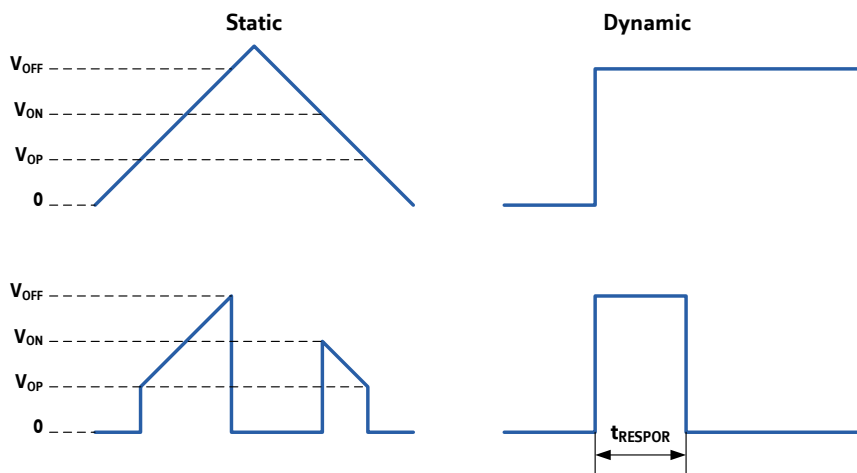 Static
Dynamic
VOFF
VON
VOP
0
VOFF
VON
VOP
0
tRESPOR